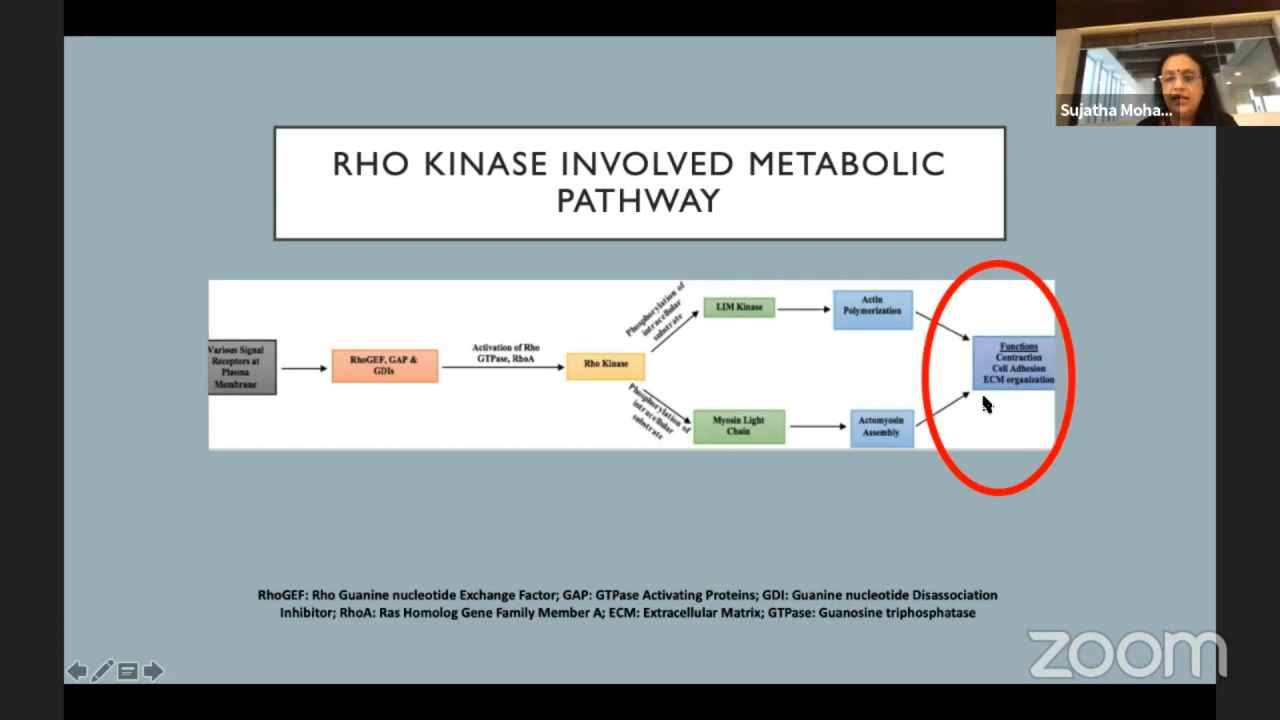 Sujatha Moha...
RHO KINASE INVOLVED METABOLIC
PATHWAY
Various Signal
Receptors at
Plasma
Membrane
RhoGEF, GAP &
GDIs
Activation of Rho
GTPase, RhoA
Rho Kinase
Phosphorylation of
intracellular
substrate
LIM Kinase
Actin
Polymerization
Phosphorylation of
intracellular
substrate
Myosin Light
Chain
Actomyosin
Assembly
Functions
Contraction
Cell Adhesion
ECM organization
RhoGEF: Rho Guanine nucleotide Exchange Factor; GAP: GTPase Activating Proteins; GDI: Guanine nucleotide Disassociation
Inhibitor; RhoA: Ras Homolog Gene Family Member A; ECM: Extracellular Matrix; GTPase: Guanosine triphosphatase
zoom